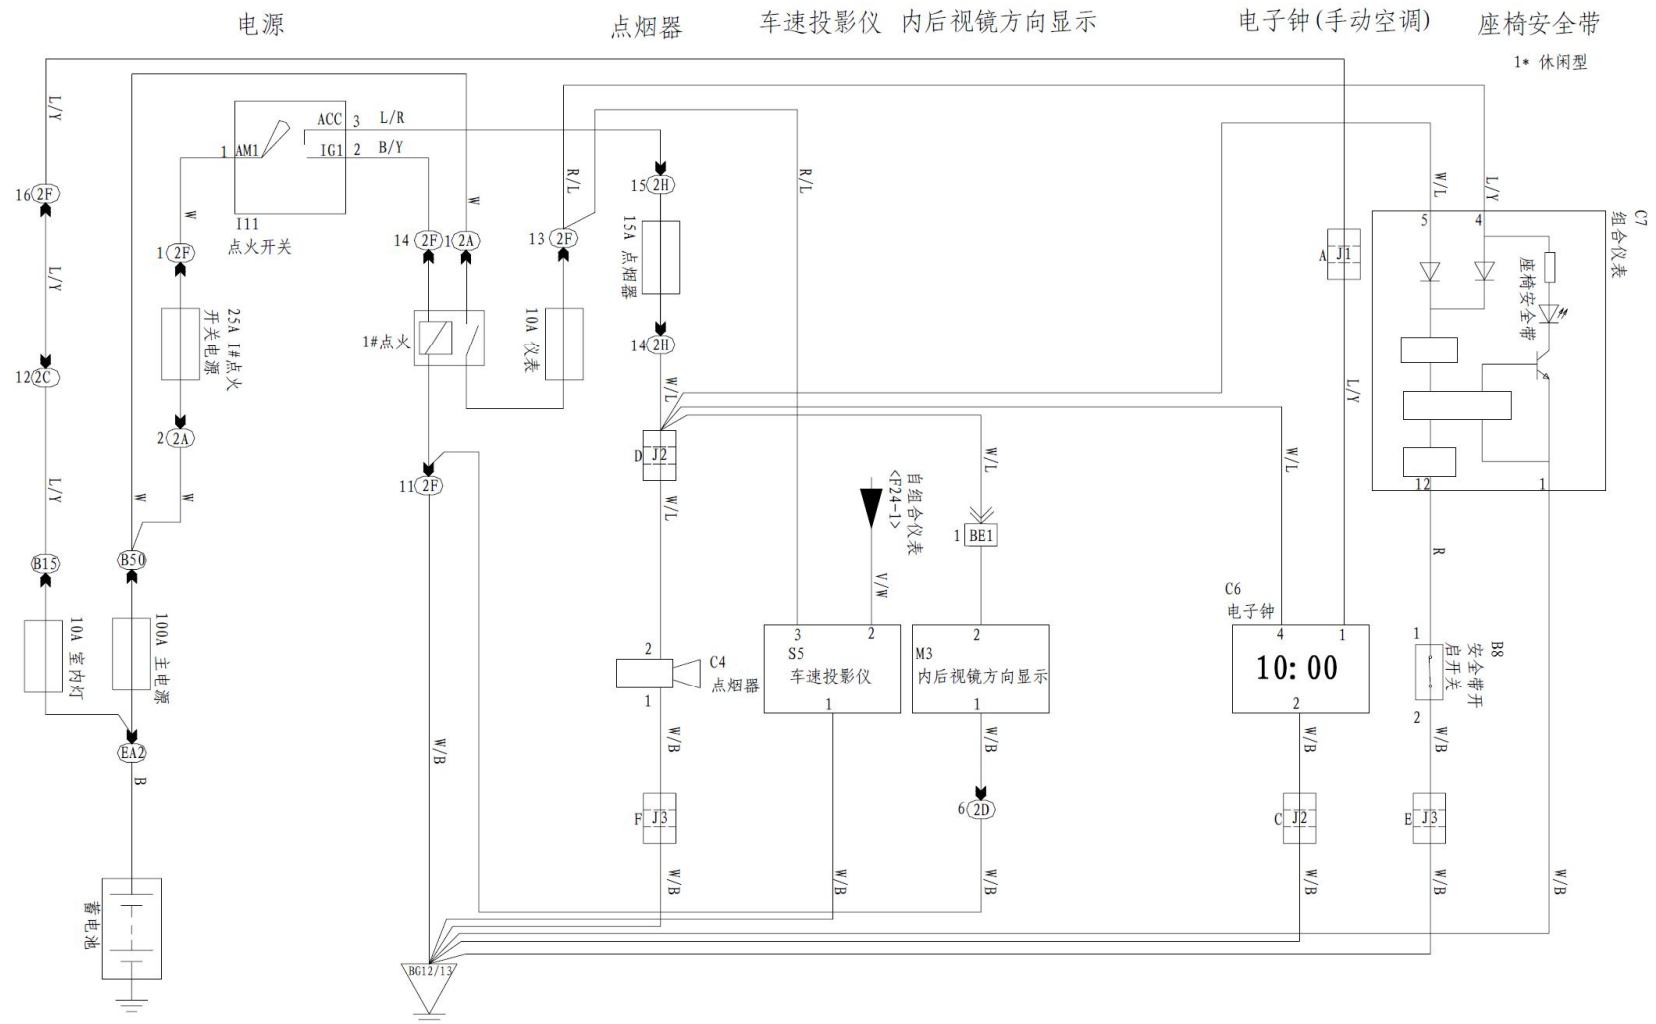 电源
点烟器
车速投影仪
内后视镜方向显示
电子钟(手动空调)
座椅安全带
1* 休闲型
L/Y
16 2F
L/Y
12 2C
L/Y
B15
10A 室内灯
W
B50
100A 主电源
EA2
B
蓄电池
W
1 2F
25A I#点火
开关电源
2 2A
W
1 AM1
ACC 3 L/R
IG1 2 B/Y
I11
点火开关
14 2F
W
1 2A
1#点火
11 2F
W/B
BG12/13
R/L
13 2F
10A 仪表
15 2H
15A 点烟器
14 2H
W/L
D J2
W/L
2
C4
点烟器
1
W/B
F J3
W/B
R/L
自组合仪表
<F24-1>
V/W
3 2
S5
车速投影仪
1
W/B
W/L
1 BE1
2
M3
内后视镜方向显示
1
W/B
6 2D
W/B
W/L
A J1
L/Y
C6
电子钟
4 1
10:00
2
W/B
C J2
W/B
W/L
L/Y
C7
组合仪表
5 4
座椅安全带
12 1
R
1
B8
安全带开
启开关
2
W/B
E J3
W/B
W/B